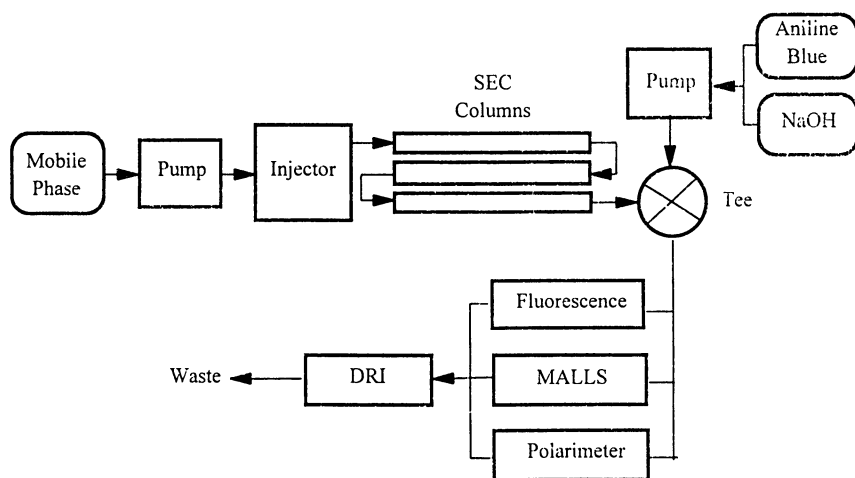 Aniline
Blue
SEC
Columns
Pump
NaOH
Mobile
Phase
Pump
Injector
Tee
Fluorescence
Waste
DRI
MALLS
Polarimeter